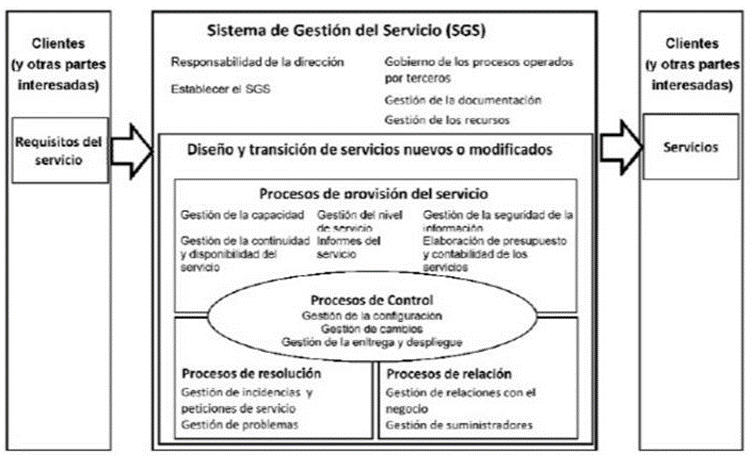 Clientes
(y otras partes
interesadas)
Requisitos del
servicio
Sistema de Gestión del Servicio (SGS)
Responsabilidad de la dirección
Establecer el SGS
Gobierno de los procesos operados
por terceros
Gestión de la documentación
Gestión de los recursos
Diseño y transición de servicios nuevos o modificados
Procesos de provisión del servicio
Gestión de la capacidad
Gestión de la continuidad
y disponibilidad del
servicio
Gestión del nivel
de servicio
Informes del
servicio
Gestión de la seguridad de la
información
Elaboración de presupuesto
y contabilidad de los
servicios
Procesos de Control
Gestión de la configuración
Gestión de cambios
Gestión de la entrega y despliegue
Procesos de resolución
Gestión de incidencias y
peticiones de servicio
Gestión de problemas
Procesos de relación
Gestión de relaciones con el
negocio
Gestión de suministradores
Clientes
(y otras partes
interesadas)
Servicios